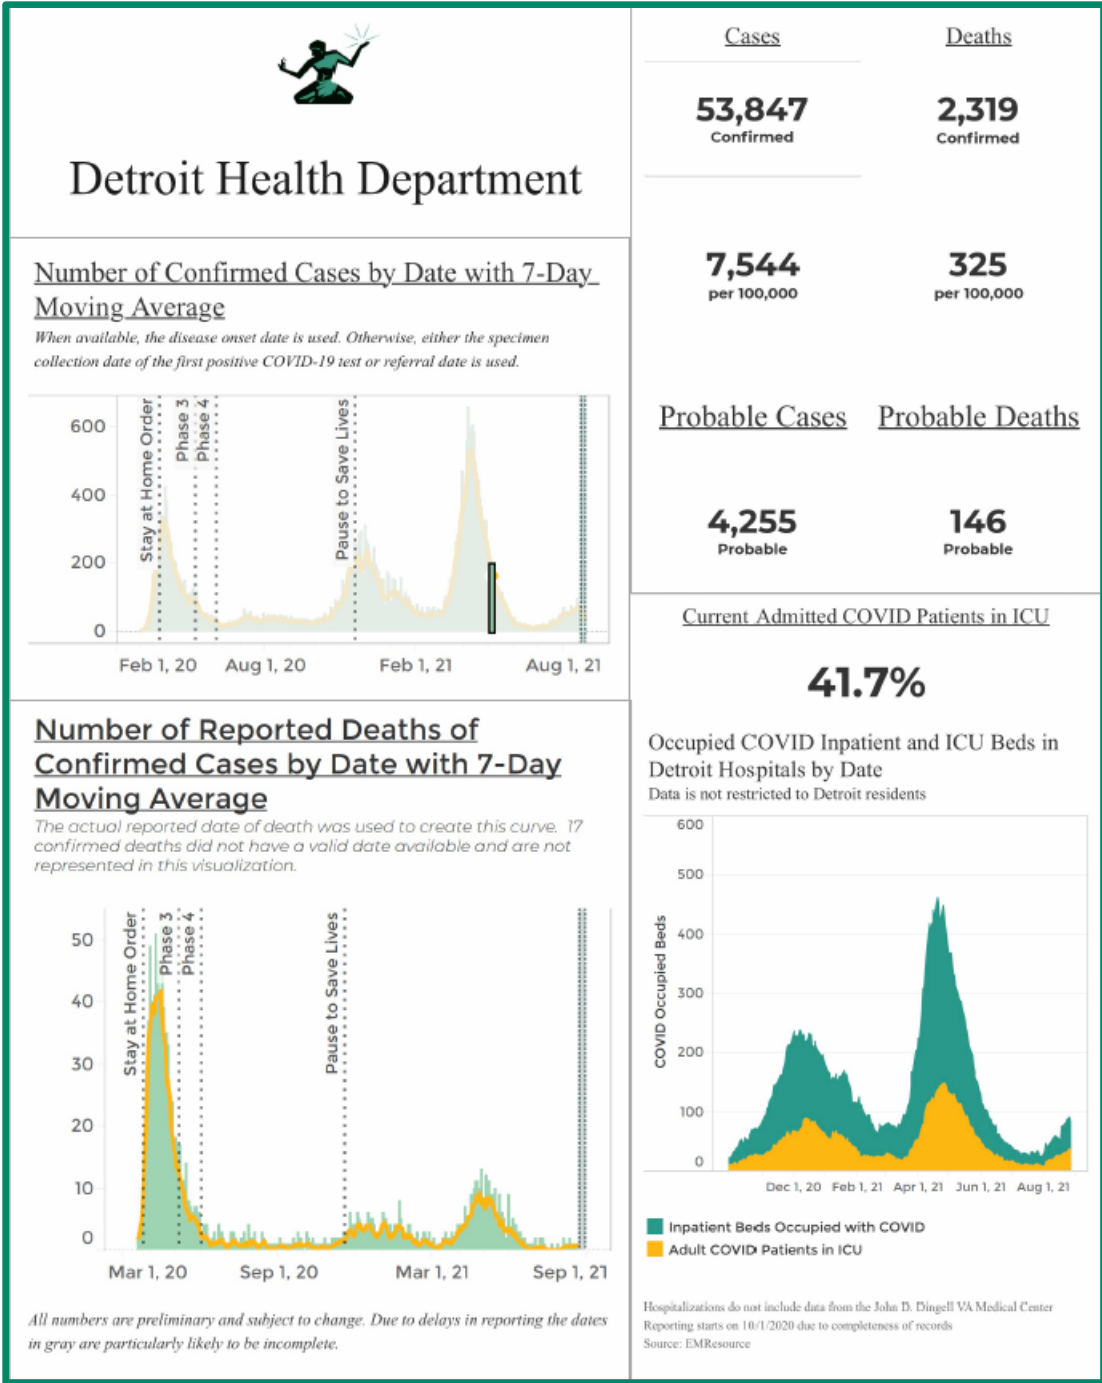 Detroit Health Department
Number of Confirmed Cases by Date with 7-Day
Moving Average
When available, the disease onset date is used. Otherwise, either the specimen
collection date of the first positive COVID-19 test or referral date is used.
600
400
200
0
Stay at Home Order
Phase 3
Phase 4
Pause to Save Lives
Feb 1, 20
Aug 1, 20
Feb 1, 21
Aug 1, 21
Number of Reported Deaths of
Confirmed Cases by Date with 7-Day
Moving Average
The actual reported date of death was used to create this curve. 17
confirmed deaths did not have a valid date available and are not
represented in this visualization.
50
40
30
20
10
0
Stay at Home Order
Phase 3
Phase 4
Pause to Save Lives
Mar 1, 20
Sep 1, 20
Mar 1, 21
Sep 1, 21
All numbers are preliminary and subject to change. Due to delays in reporting the dates
in gray are particularly likely to be incomplete.
Cases
Deaths
53,847
Confirmed
2,319
Confirmed
7,544
per 100,000
325
per 100,000
Probable Cases
Probable Deaths
4,255
Probable
146
Probable
Current Admitted COVID Patients in ICU
41.7%
Occupied COVID Inpatient and ICU Beds in
Detroit Hospitals by Date
Data is not restricted to Detroit residents
COVID Occupied Beds
600
500
400
300
200
100
0
Dec 1, 20
Feb 1, 21
Apr 1, 21
Jun 1, 21
Aug 1, 21
Inpatient Beds Occupied with COVID
Adult COVID Patients in ICU
Hospitalizations do not include data from the John D. Dingell VA Medical Center
Reporting starts on 10/1/2020 due to completeness of records
Source: EMResource